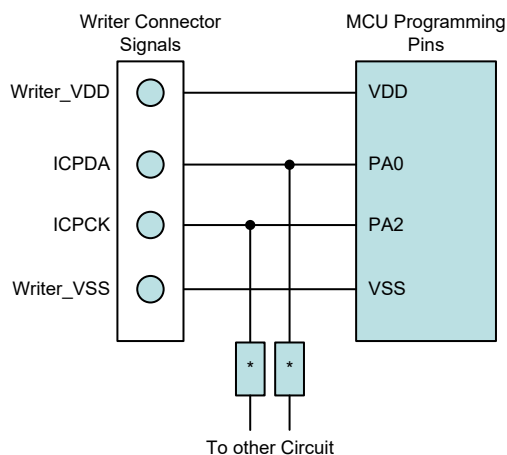 Writer Connector
Signals
MCU Programming
Pins
Writer_VDD
VDD
ICPDA
PA0
ICPCK
PA2
Writer_VSS
VSS
*
*
To other Circuit